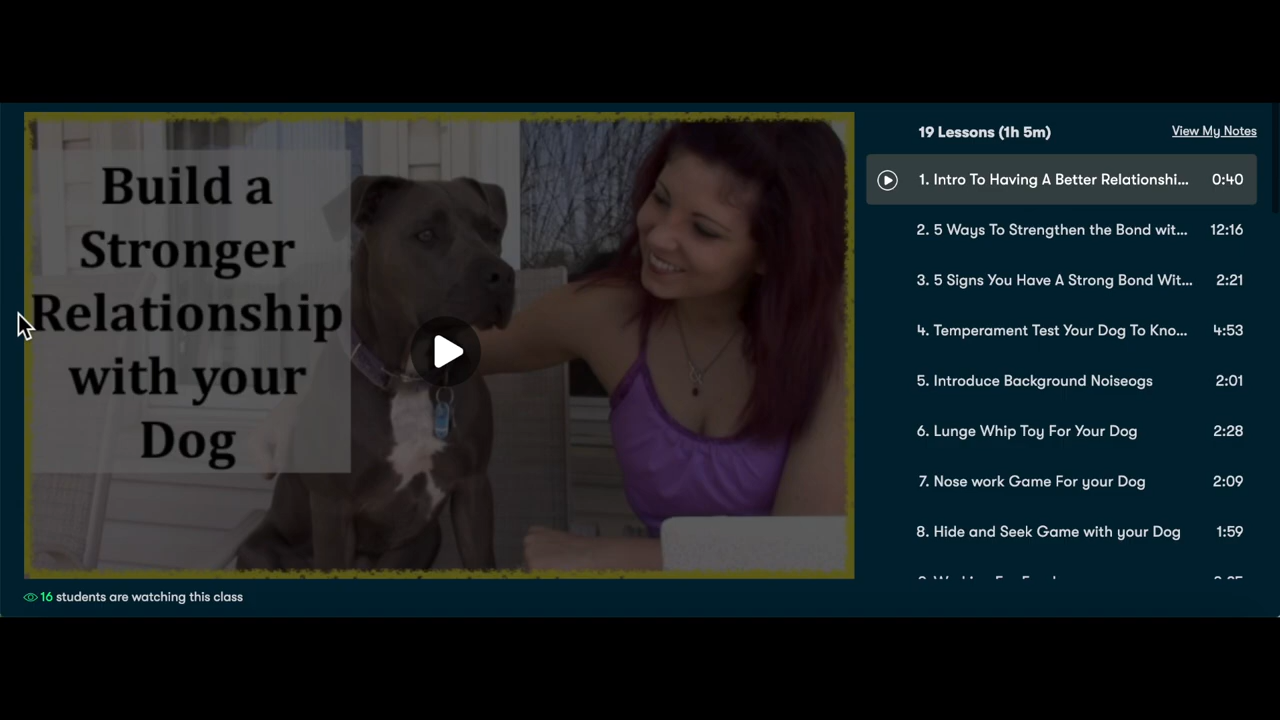 Build a
Stronger
Relationship
with your
Dog
16 students are watching this class
19 Lessons (1h 5m)
View My Notes
1. Intro To Having A Better Relationshi... 0:40
2. 5 Ways To Strengthen the Bond wit... 12:16
3. 5 Signs You Have A Strong Bond Wit... 2:21
4. Temperament Test Your Dog To Kno... 4:53
5. Introduce Background Noiseogs 2:01
6. Lunge Whip Toy For Your Dog 2:28
7. Nose work Game For your Dog 2:09
8. Hide and Seek Game with your Dog 1:59